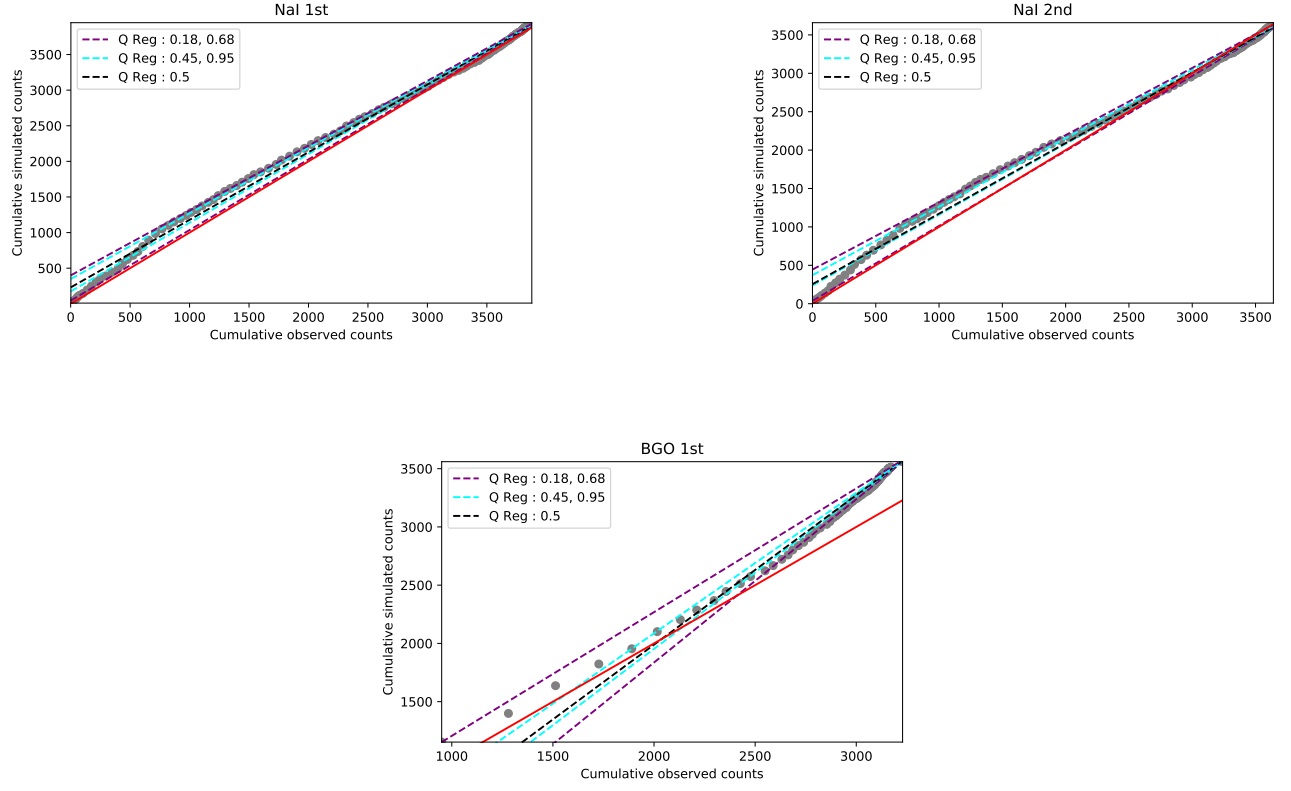 NaI 1st
Q Reg : 0.18, 0.68
Q Reg : 0.45, 0.95
Q Reg : 0.5
Cumulative simulated counts
3500
3000
2500
2000
1500
1000
500
0 500 1000 1500 2000 2500 3000 3500
Cumulative observed counts
NaI 2nd
Q Reg : 0.18, 0.68
Q Reg : 0.45, 0.95
Q Reg : 0.5
Cumulative simulated counts
3500
3000
2500
2000
1500
1000
500
0
0 500 1000 1500 2000 2500 3000 3500
Cumulative observed counts
BGO 1st
Q Reg : 0.18, 0.68
Q Reg : 0.45, 0.95
Q Reg : 0.5
Cumulative simulated counts
3500
3000
2500
2000
1500
1000 1500 2000 2500 3000
Cumulative observed counts